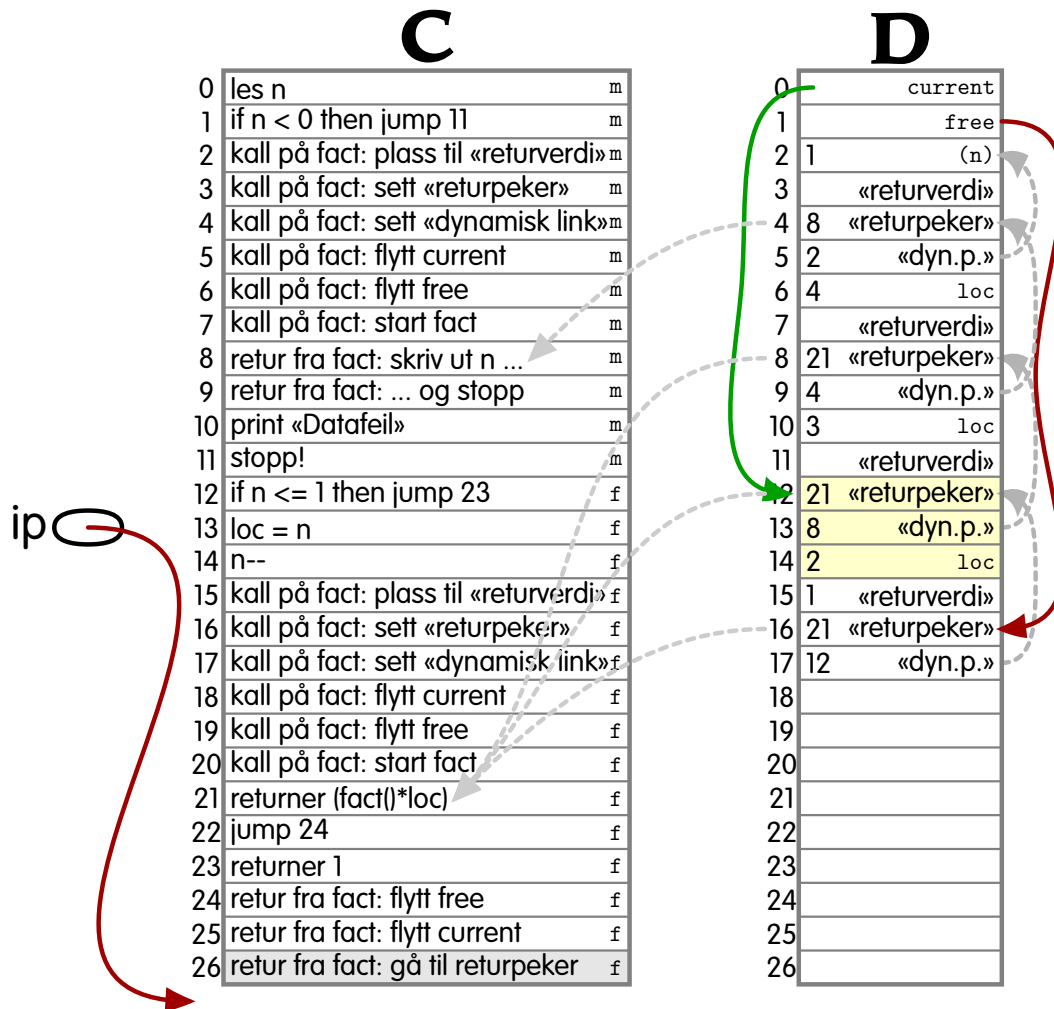 C
D
0 les n m
1 if n < 0 then jump 11 m
2 kall på fact: plass til «returverdi» m
3 kall på fact: sett «returpeker» m
4 kall på fact: sett «dynamisk link» m
5 kall på fact: flytt current m
6 kall på fact: flytt free m
7 kall på fact: start fact m
8 retur fra fact: skriv ut n ... m
9 retur fra fact: ... og stopp m
10 print «Datafeil» m
11 stopp! m
12 if n <= 1 then jump 23 f
ip
13 loc = n f
14 n-- f
15 kall på fact: plass til «returverdi» f
16 kall på fact: sett «returpeker» f
17 kall på fact: sett «dynamisk link» f
18 kall på fact: flytt current f
19 kall på fact: flytt free f
20 kall på fact: start fact f
21 returner (fact()*loc) f
22 jump 24 f
23 returner 1 f
24 retur fra fact: flytt free f
25 retur fra fact: flytt current f
26 retur fra fact: gå til returpeker f
0 current
1 free
2 1 (n)
3 «returverdi»
4 8 «returpeker»
5 2 «dyn.p.»
6 4 loc
7 «returverdi»
8 21 «returpeker»
9 4 «dyn.p.»
10 3 loc
11 «returverdi»
12 21 «returpeker»
13 8 «dyn.p.»
14 2 loc
15 1 «returverdi»
16 21 «returpeker»
17 12 «dyn.p.»
18
19
20
21
22
23
24
25
26